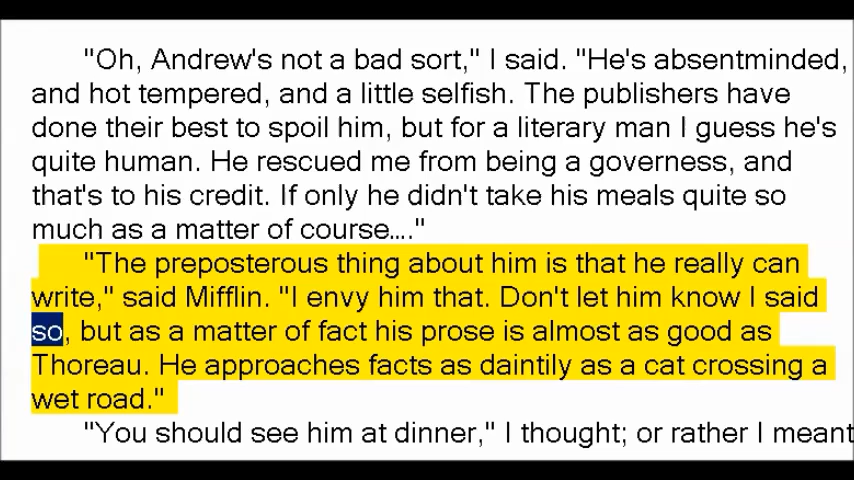 "Oh, Andrew's not a bad sort," I said. "He's absentminded,
and hot tempered, and a little selfish. The publishers have
done their best to spoil him, but for a literary man I guess he's
quite human. He rescued me from being a governess, and
that's to his credit. If only he didn't take his meals quite so
much as a matter of course...."
"The preposterous thing about him is that he really can
write," said Mifflin. "I envy him that. Don't let him know I said
so, but as a matter of fact his prose is almost as good as
Thoreau. He approaches facts as daintily as a cat crossing a
wet road."
"You should see him at dinner," I thought; or rather I meant